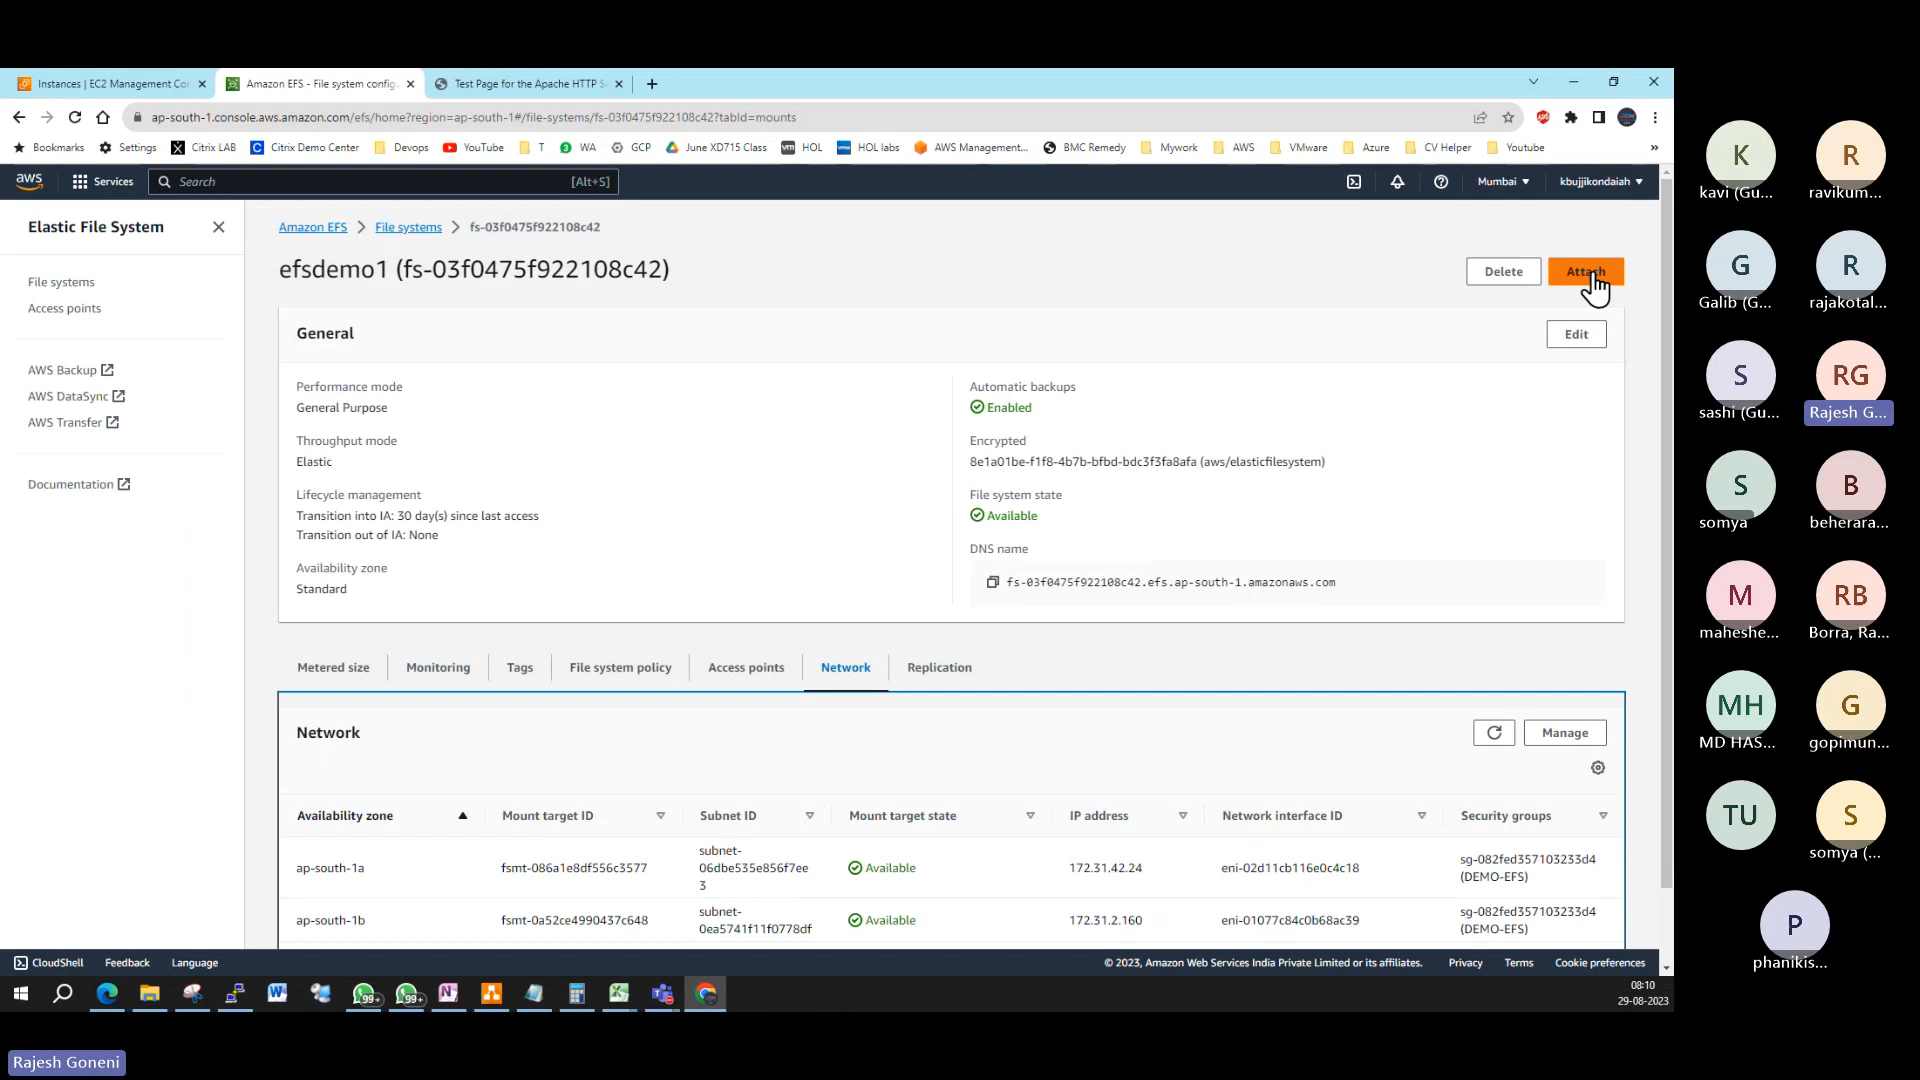 Instances | EC2 Management Con
Amazon EFS - File system config
Test Page for the Apache HTTP S
ap-south-1.console.aws.amazon.com/efs/home?region=ap-south-1#/file-systems/fs-03f0475f922108c42?tabId=mounts
Bookmarks
Settings
Citrix LAB
Citrix Demo Center
Devops
YouTube
T
WA
GCP
June XD715 Class
HOL
HOL labs
AWS Management...
BMC Remedy
Mywork
AWS
VMware
Azure
CV Helper
Youtube
»
aws
Services
Search
[Alt+S]
Mumbai
kbujjikondaiah
Elastic File System
File systems
Access points
AWS Backup
AWS DataSync
AWS Transfer
Documentation
Amazon EFS
File systems
fs-03f0475f922108c42
efsdemo1 (fs-03f0475f922108c42)
Delete
Attach
General
Edit
Performance mode
General Purpose
Throughput mode
Elastic
Lifecycle management
Transition into IA: 30 day(s) since last access
Transition out of IA: None
Availability zone
Standard
Automatic backups
Enabled
Encrypted
8e1a01be-f1f8-4b7b-bfbd-bdc3f3fa8afa (aws/elasticfilesystem)
File system state
Available
DNS name
fs-03f0475f922108c42.efs.ap-south-1.amazonaws.com
Metered size
Monitoring
Tags
File system policy
Access points
Network
Replication
Network
Manage
Availability zone
Mount target ID
Subnet ID
Mount target state
IP address
Network interface ID
Security groups
ap-south-1a
fsmt-086a1e8df556c3577
subnet-
06dbe535e856f7ee
3
Available
172.31.42.24
eni-02d11cb116e0c4c18
sg-082fed357103233d4
(DEMO-EFS)
ap-south-1b
fsmt-0a52ce4990437c648
subnet-
0ea5741f11f0778df
Available
172.31.2.160
eni-01077c84c0b68ac39
sg-082fed357103233d4
(DEMO-EFS)
CloudShell
Feedback
Language
© 2023, Amazon Web Services India Private Limited or its affiliates.
Privacy
Terms
Cookie preferences
99+
99+
08:10
29-08-2023
K
kavi (Gu...
R
ravikum...
G
Galib (G...
R
rajakotal...
S
sashi (Gu...
RG
Rajesh G...
S
somya
B
beherara...
M
maheshe...
RB
Borra, Ra...
MH
MD HAS...
G
gopimun...
TU
S
somya (...
P
phanikis...
Rajesh Goneni